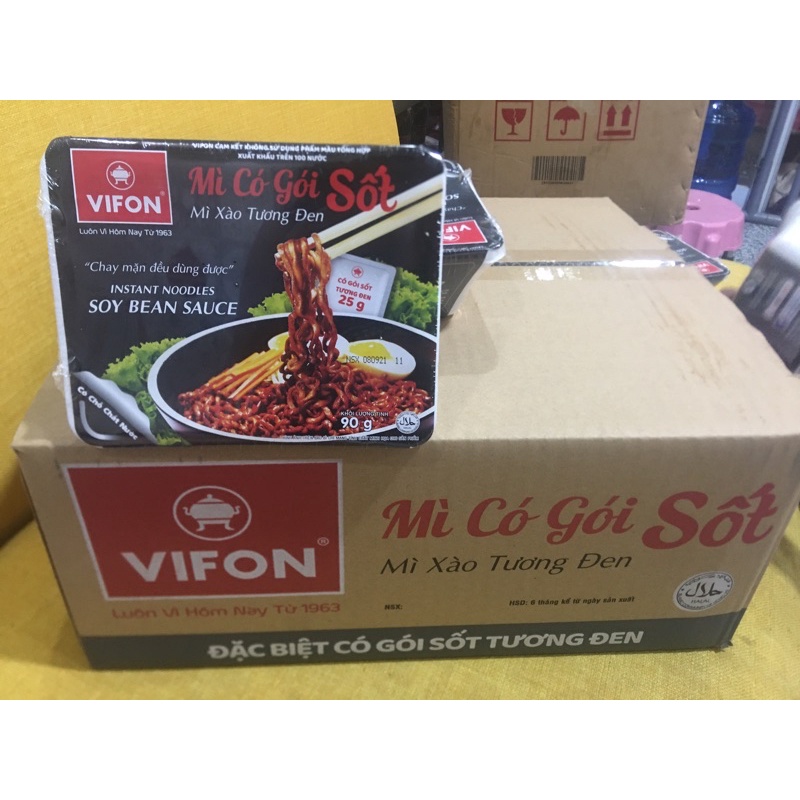 VIFON CAM KẾT KHÔNG SỬ DỤNG PHẨM MÀU TỔNG HỢP
XUẤT KHẨU TRÊN 100 NƯỚC
VIFON
Luôn Vì Hôm Nay Từ 1963
Mì Có Gói Sốt
Mì Xào Tương Đen
"Chay mặn đều dùng được"
INSTANT NOODLES
SOY BEAN SAUCE
CÓ GÓI SỐT
TƯƠNG ĐEN
25 g
NSX 080921 11
Có Chỗ Chắt Nước
KHỐI LƯỢNG TỊNH
90 g
VIFON®
Luôn Vì Hôm Nay Từ 1963
Mì Có Gói Sốt
Mì Xào Tương Đen
NSX:
HSD: 6 tháng kể từ ngày sản xuất
HALAL
ĐẶC BIỆT CÓ GÓI SỐT TƯƠNG ĐEN